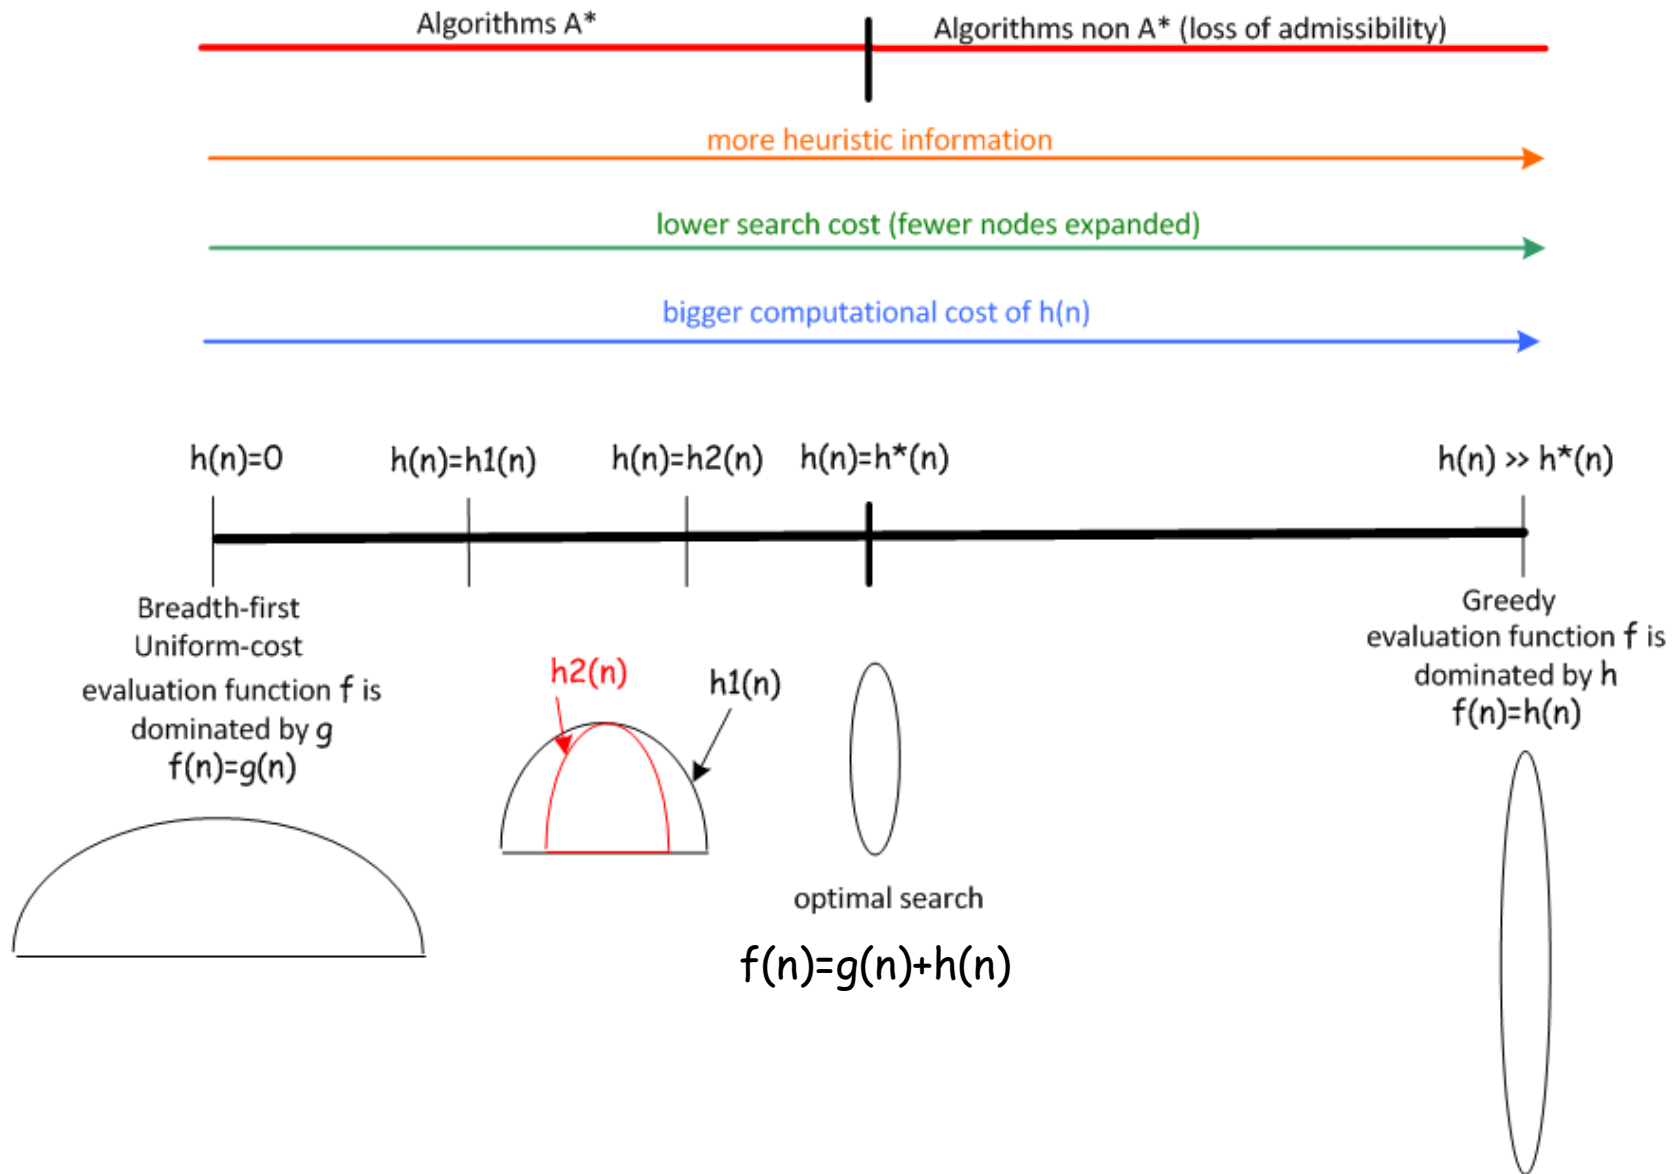 Algorithms A*
Algorithms non A* (loss of admissibility)
more heuristic information
lower search cost (fewer nodes expanded)
bigger computational cost of h(n)
h(n)=0
h(n)=h1(n)
h(n)=h2(n)
h(n)=h*(n)
h(n) >> h*(n)
Breadth-first
Uniform-cost
evaluation function f is
dominated by g
f(n)=g(n)
h2(n)
h1(n)
optimal search
f(n)=g(n)+h(n)
Greedy
evaluation function f is
dominated by h
f(n)=h(n)